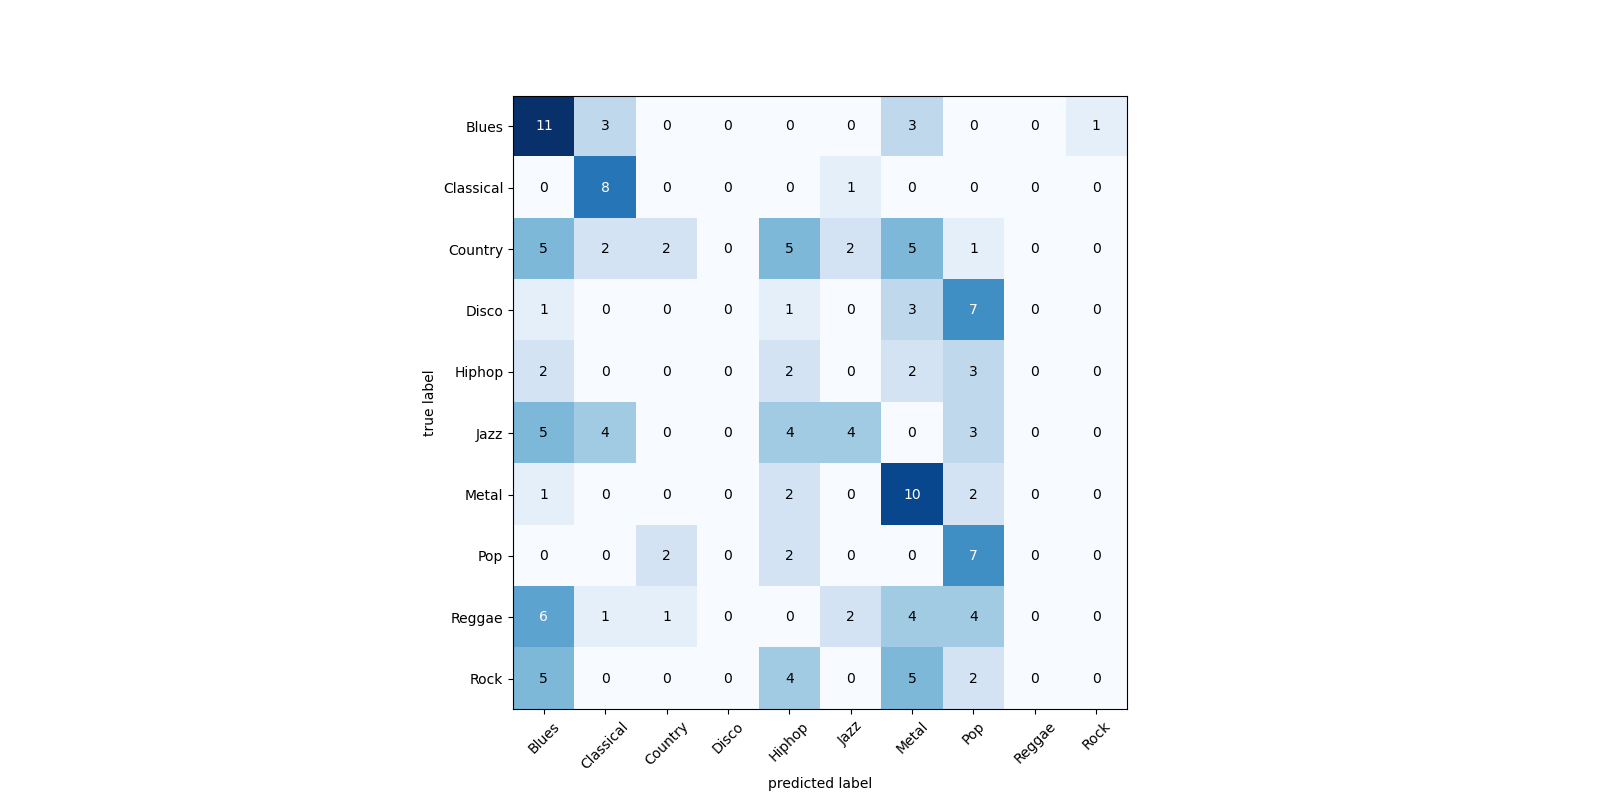 Blues 11 3 0 0 0 0 3 0 0 1
Classical 0 8 0 0 0 1 0 0 0 0
Country 5 2 2 0 5 2 5 1 0 0
Disco 1 0 0 0 1 0 3 7 0 0
Hiphop 2 0 0 0 2 0 2 3 0 0
Jazz 5 4 0 0 4 4 0 3 0 0
Metal 1 0 0 0 2 0 10 2 0 0
Pop 0 0 2 0 2 0 0 7 0 0
Reggae 6 1 1 0 0 2 4 4 0 0
Rock 5 0 0 0 4 0 5 2 0 0
true label
Blues Classical Country Disco Hiphop Jazz Metal Pop Reggae Rock
predicted label